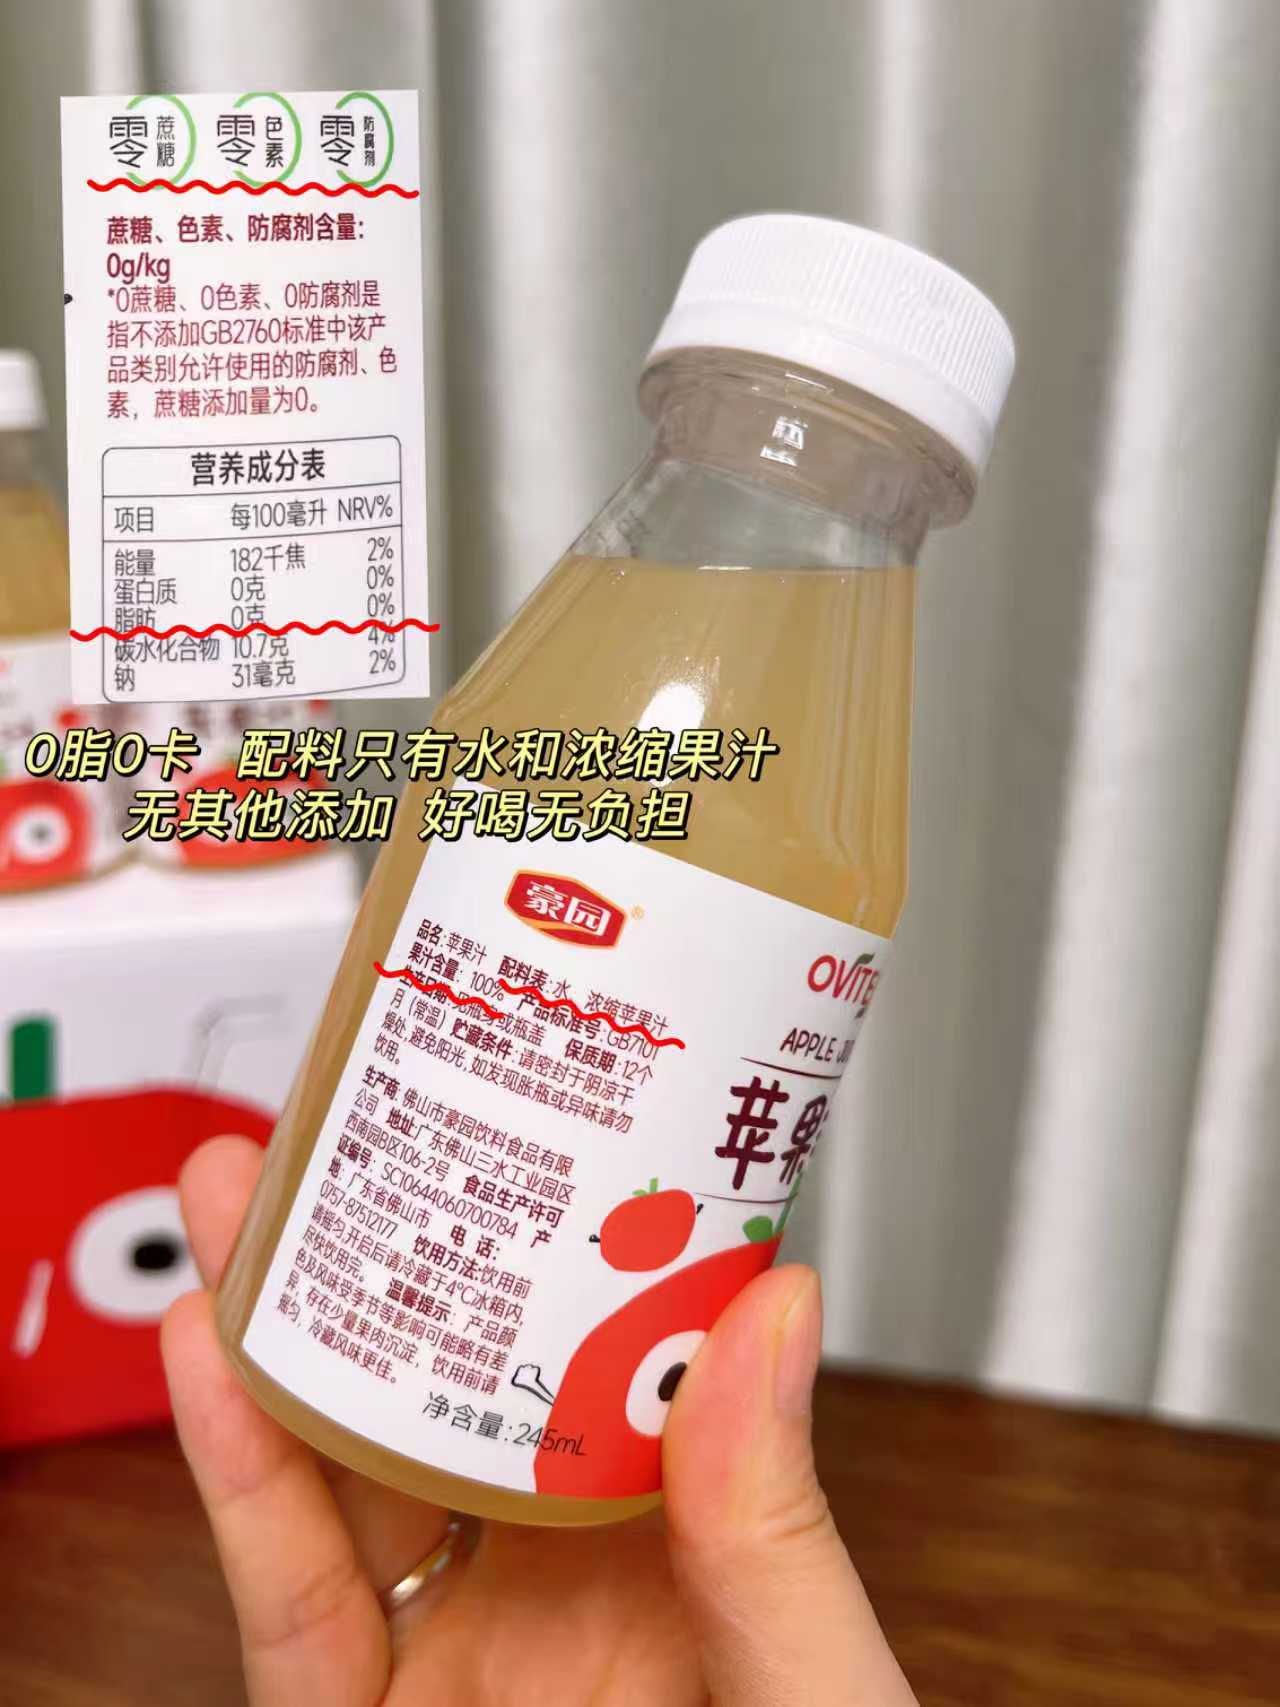 零蔗糖 零色素 零防腐剂
蔗糖、色素、防腐剂含量:
0g/kg
*0蔗糖、0色素、0防腐剂是
指不添加GB2760标准中该产
品类别允许使用的防腐剂、色
素，蔗糖添加量为0。
营养成分表
项目 每100毫升 NRV%
能量 182千焦 2%
蛋白质 0克 0%
脂肪 0克 0%
碳水化合物 10.7克 4%
钠 31毫克 2%
0脂0卡 配料只有水和浓缩果汁
无其他添加 好喝无负担
豪园®
品名:苹果汁 配料表:水、浓缩苹果汁
果汁含量:100% 产品标准号:GB7101
生产日期:见瓶身或瓶盖 保质期:12个
月（常温）贮藏条件:请密封于阴凉干
燥处,避免阳光,如发现胀瓶或异味请勿
饮用。
生产商:佛山市豪园饮料食品有限
公司 地址:广东佛山三水工业园区
西南园B区106-2号 食品生产许可
证编号:SC10644060700784 产
地:广东省佛山市 电话:
0757-87512177 饮用方法:饮用前
请摇匀,开启后请冷藏于4°C冰箱内,
尽快饮用完。 温馨提示:产品颜
色及风味受季节等影响可能略有差
异,存在少量果肉沉淀,饮用前请
摇匀,冷藏风味更佳。
净含量:245mL
OVITE
APPLE
苹果